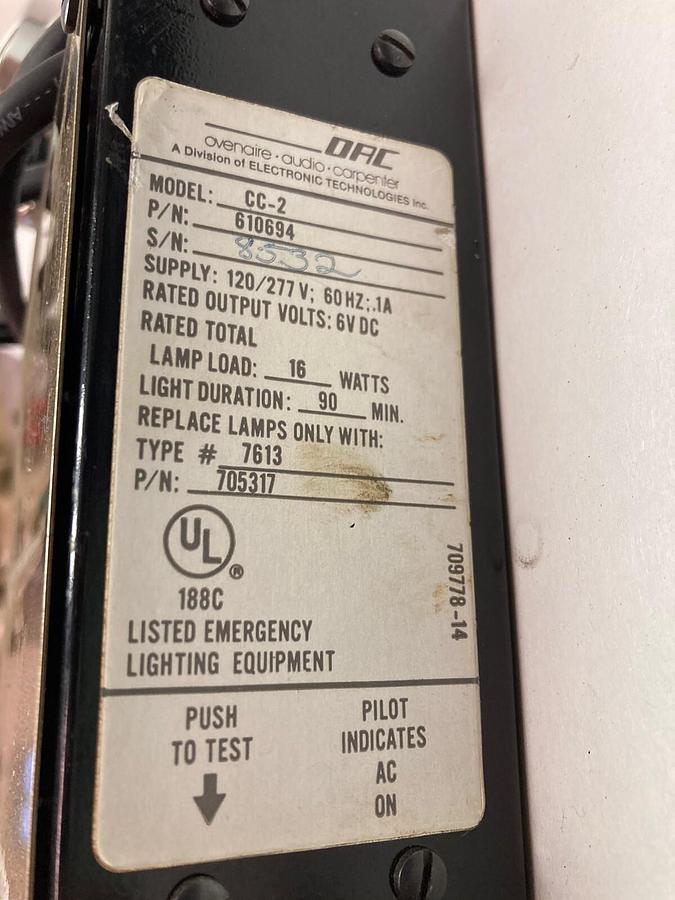 OAC
ovenaire · audio · carpenter
A Division of ELECTRONIC TECHNOLOGIES Inc.
MODEL: CC-2
P/N: 610694
S/N: 8532
SUPPLY: 120/277 V; 60 HZ; .1A
RATED OUTPUT VOLTS: 6V DC
RATED TOTAL
LAMP LOAD: 16 WATTS
LIGHT DURATION: 90 MIN.
REPLACE LAMPS ONLY WITH:
TYPE # 7613
P/N: 705317
UL ®
188C
709778-14
LISTED EMERGENCY
LIGHTING EQUIPMENT
PUSH
TO TEST
PILOT
INDICATES
AC
ON